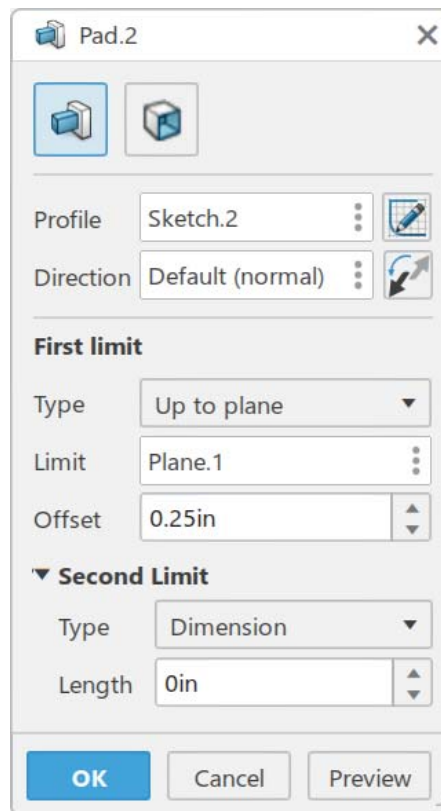 Pad.2
Profile Sketch.2
Direction Default (normal)
First limit
Type Up to plane
Limit Plane.1
Offset 0.25in
Second Limit
Type Dimension
Length 0in
OK Cancel Preview